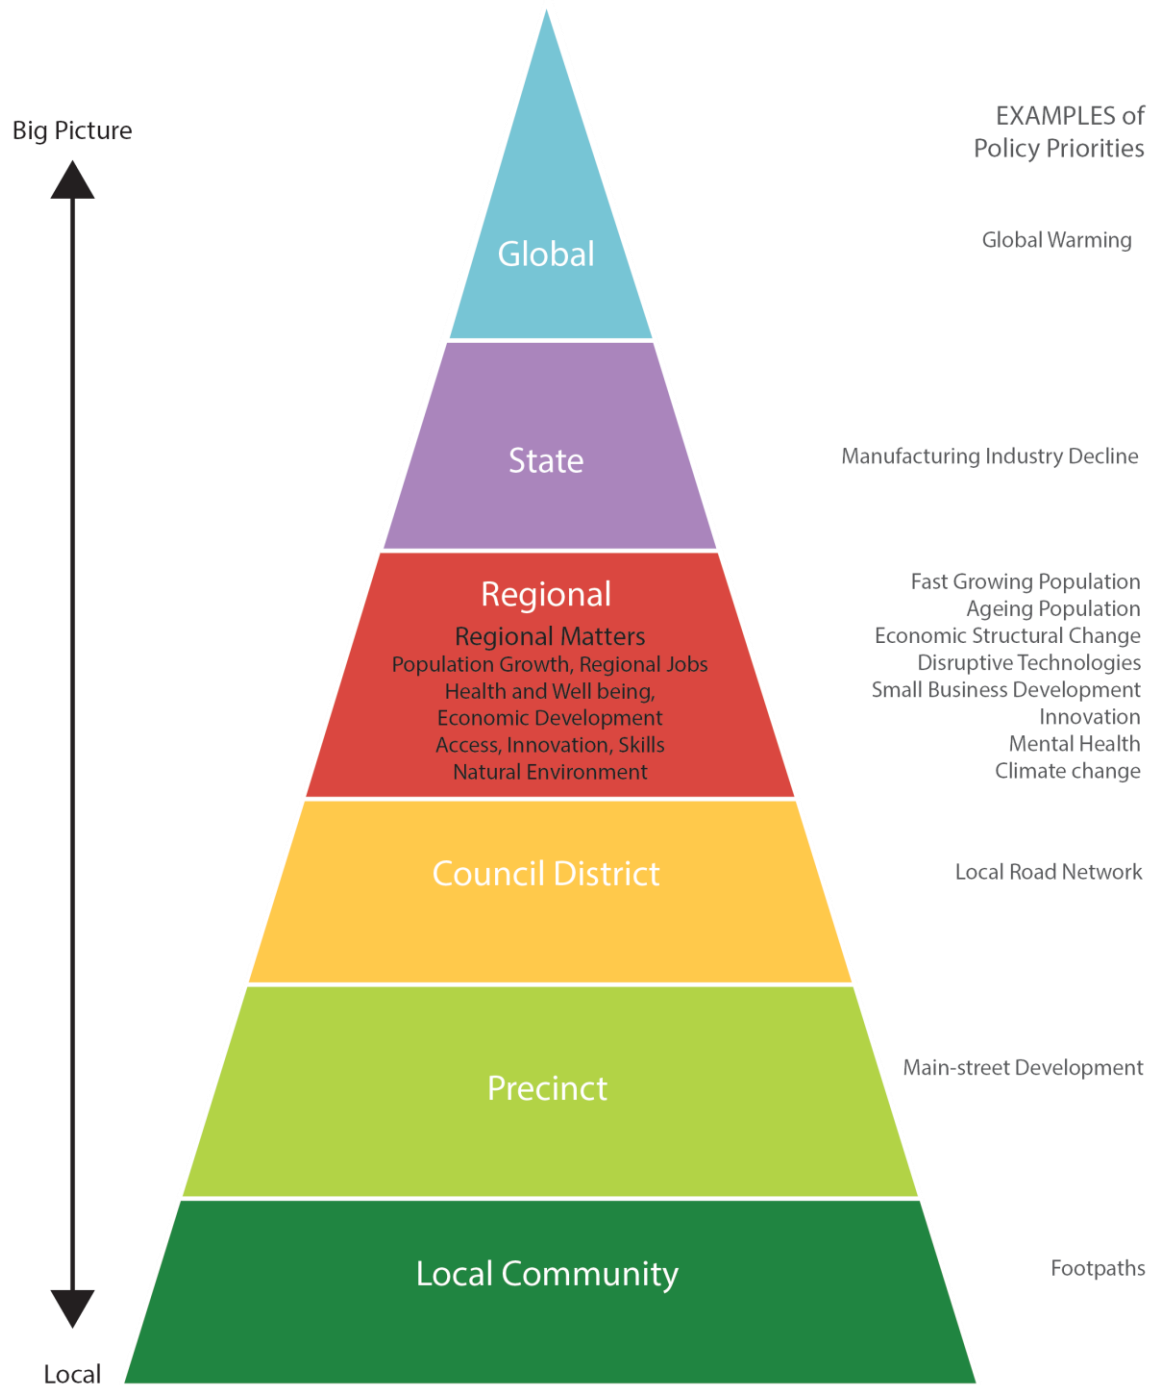 Big Picture
EXAMPLES of
Policy Priorities
Global
Global Warming
State
Manufacturing Industry Decline
Regional
Regional Matters
Population Growth, Regional Jobs
Health and Well being,
Economic Development
Access, Innovation, Skills
Natural Environment
Fast Growing Population
Ageing Population
Economic Structural Change
Disruptive Technologies
Small Business Development
Innovation
Mental Health
Climate change
Council District
Local Road Network
Precinct
Main-street Development
Local Community
Footpaths
Local